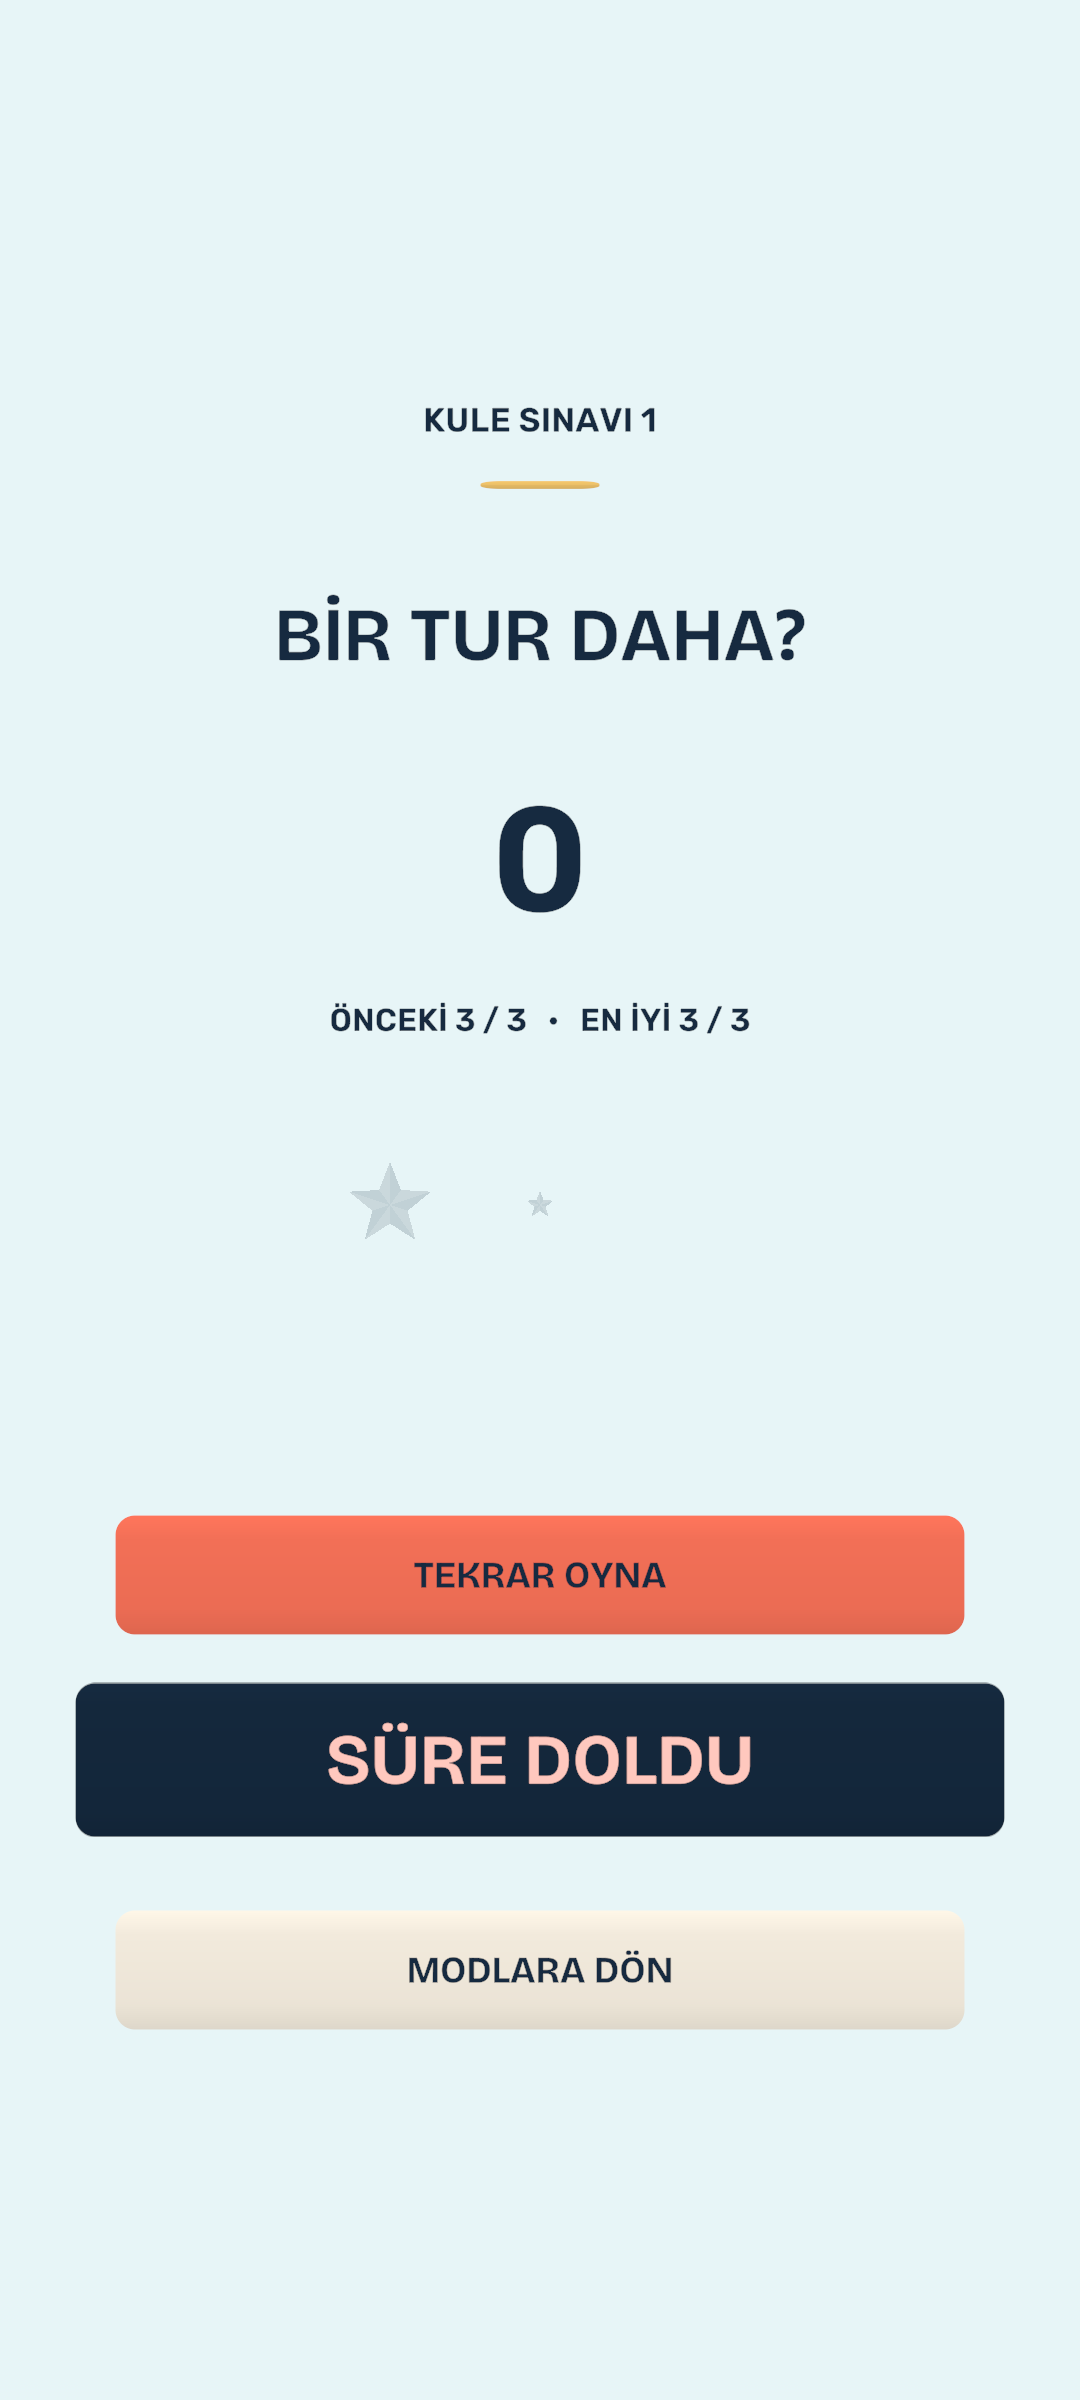 KULE SINAVI 1
BİR TUR DAHA?
0
ÖNCEKİ 3 / 3 • EN İYİ 3 / 3
TEKRAR OYNA
SÜRE DOLDU
MODLARA DÖN